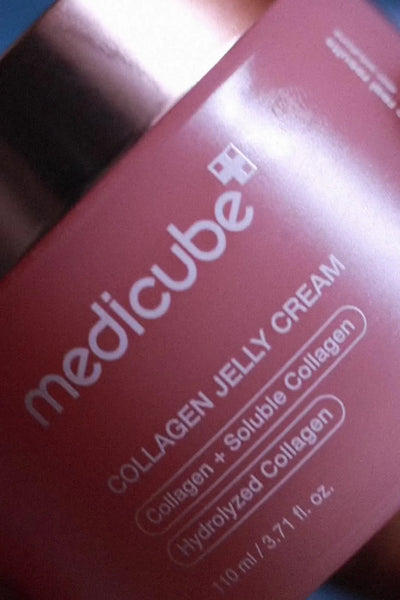 medicube
COLLAGEN JELLY CREAM
Collagen + Soluble Collagen
Hydrolyzed Collagen
110 ml / 3.71 fl. oz.